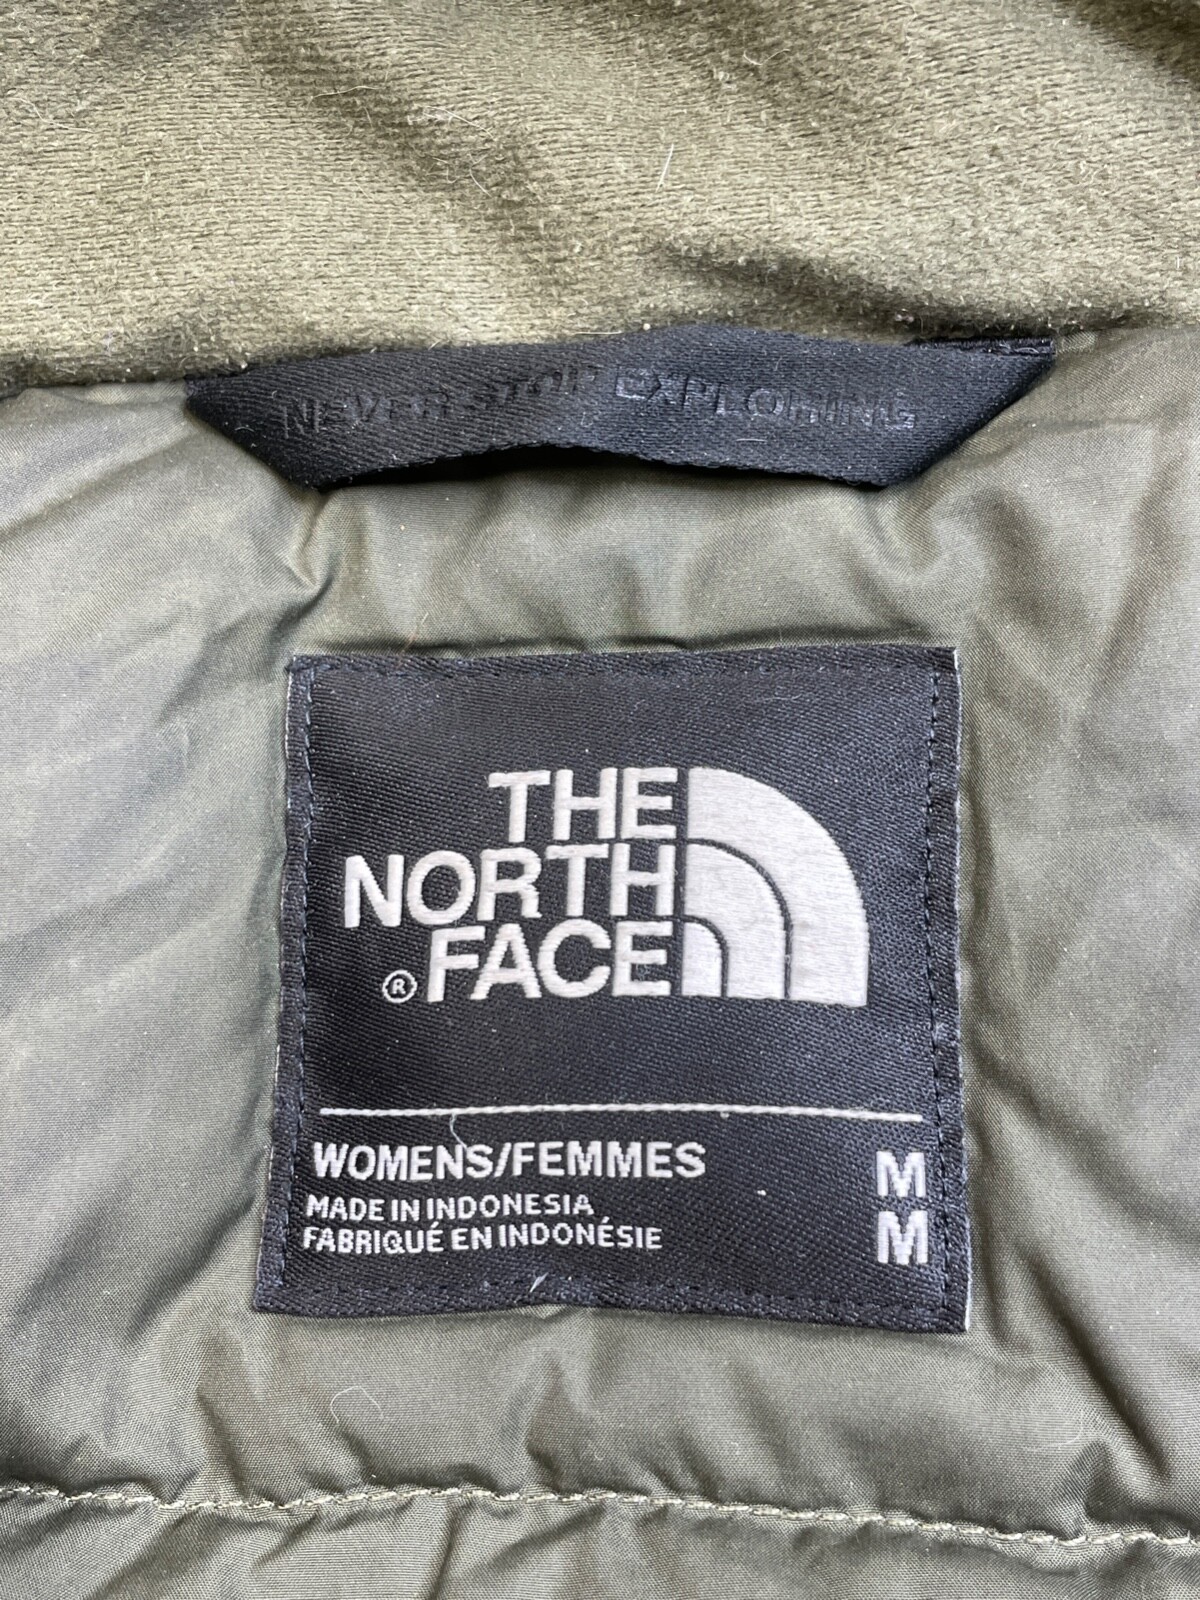 NEVER STOP EXPLORING
THE
NORTH
® FACE
WOMENS/FEMMES M
MADE IN INDONESIA
FABRIQUÉ EN INDONÉSIE M